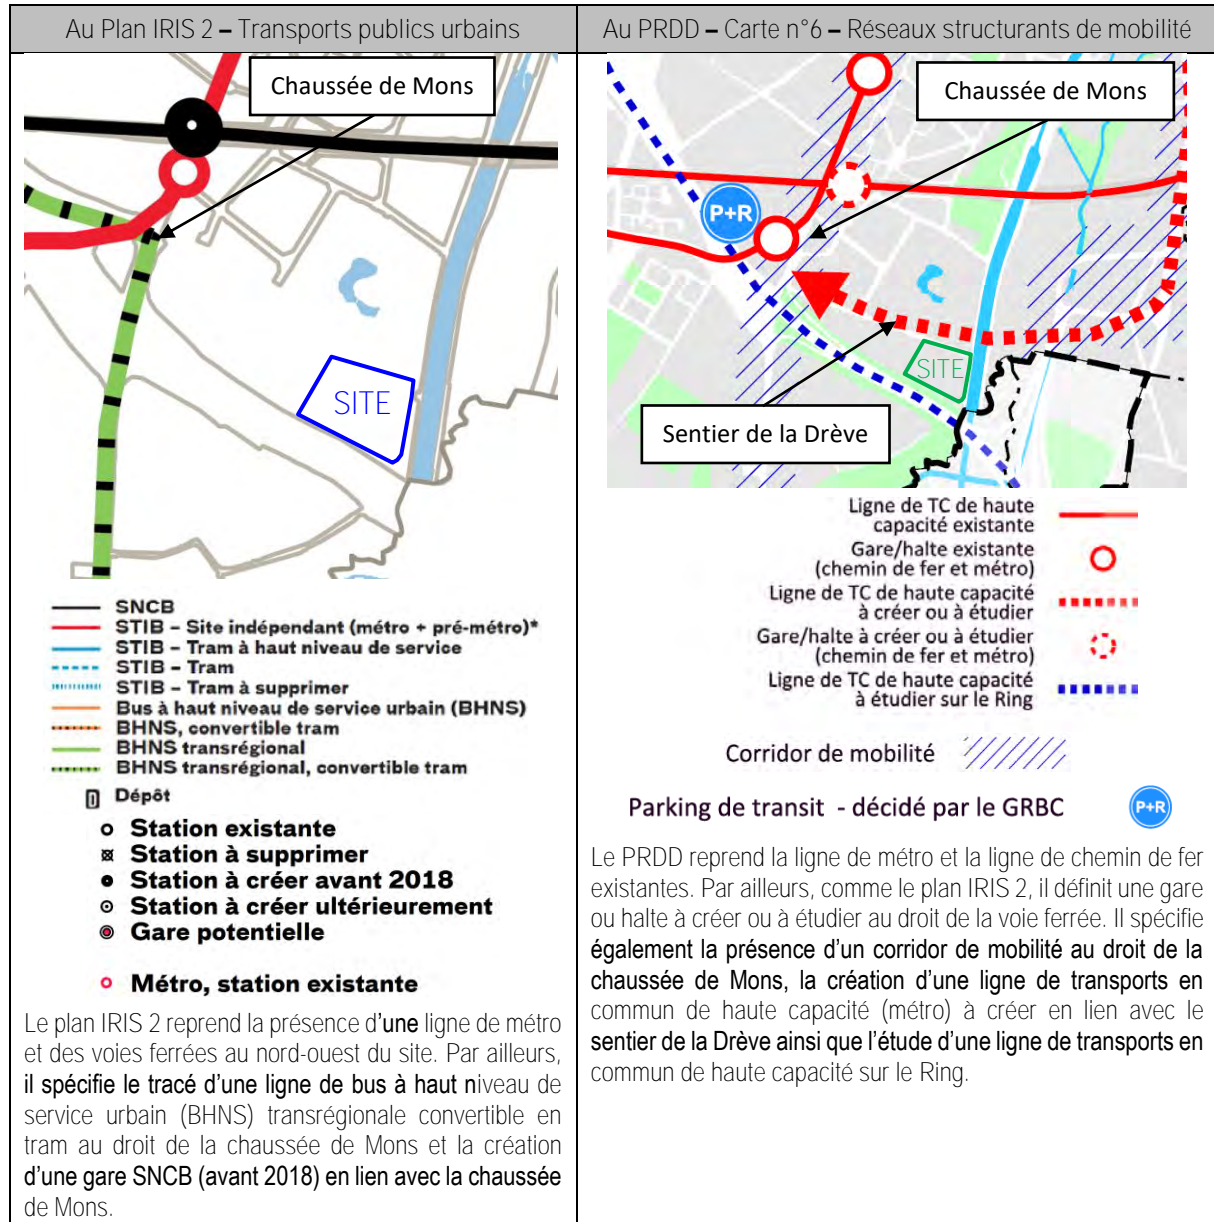 Au Plan IRIS 2 – Transports publics urbains
Chaussée de Mons
SITE
SNCB
STIB – Site indépendant (métro + pré-métro)*
STIB – Tram à haut niveau de service
STIB – Tram
STIB – Tram à supprimer
Bus à haut niveau de service urbain (BHNS)
BHNS, convertible tram
BHNS transrégional
BHNS transrégional, convertible tram
Dépôt
Station existante
Station à supprimer
Station à créer avant 2018
Station à créer ultérieurement
Gare potentielle
Métro, station existante
Le plan IRIS 2 reprend la présence d'une ligne de métro
et des voies ferrées au nord-ouest du site. Par ailleurs,
il spécifie le tracé d'une ligne de bus à haut niveau de
service urbain (BHNS) transrégionale convertible en
tram au droit de la chaussée de Mons et la création
d'une gare SNCB (avant 2018) en lien avec la chaussée
de Mons.
Au PRDD – Carte n°6 – Réseaux structurants de mobilité
Chaussée de Mons
P+R
SITE
Sentier de la Drève
Ligne de TC de haute
capacité existante
Gare/halte existante
(chemin de fer et métro)
Ligne de TC de haute capacité
à créer ou à étudier
Gare/halte à créer ou à étudier
(chemin de fer et métro)
Ligne de TC de haute capacité
à étudier sur le Ring
Corridor de mobilité
Parking de transit - décidé par le GRBC
P+R
Le PRDD reprend la ligne de métro et la ligne de chemin de fer
existantes. Par ailleurs, comme le plan IRIS 2, il définit une gare
ou halte à créer ou à étudier au droit de la voie ferrée. Il spécifie
également la présence d'un corridor de mobilité au droit de la
chaussée de Mons, la création d'une ligne de transports en
commun de haute capacité (métro) à créer en lien avec le
sentier de la Drève ainsi que l'étude d'une ligne de transports en
commun de haute capacité sur le Ring.